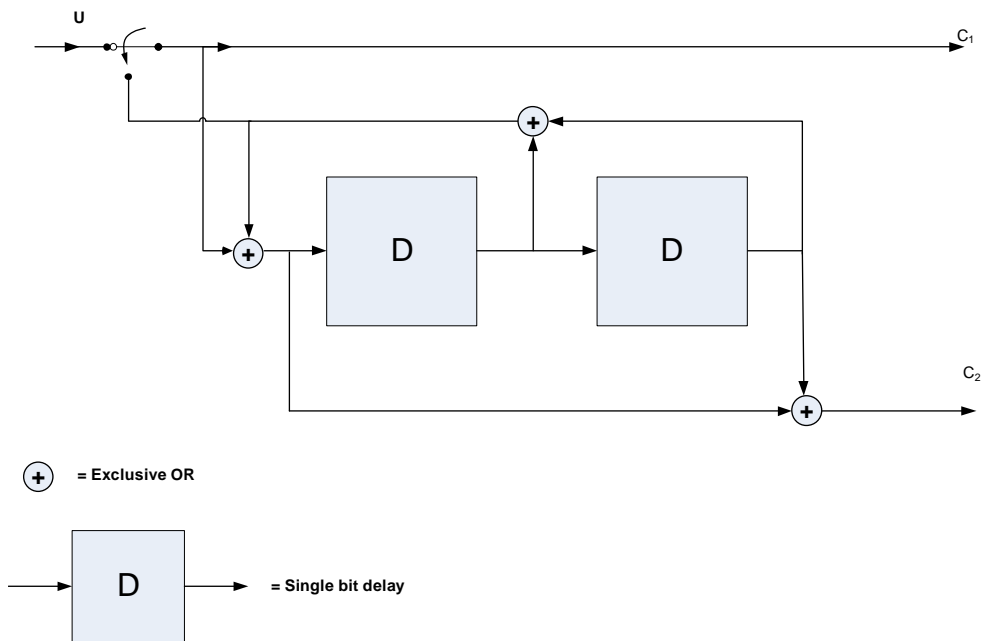 U
C₁
+
+
D
D
C₂
+
+ = Exclusive OR
D = Single bit delay